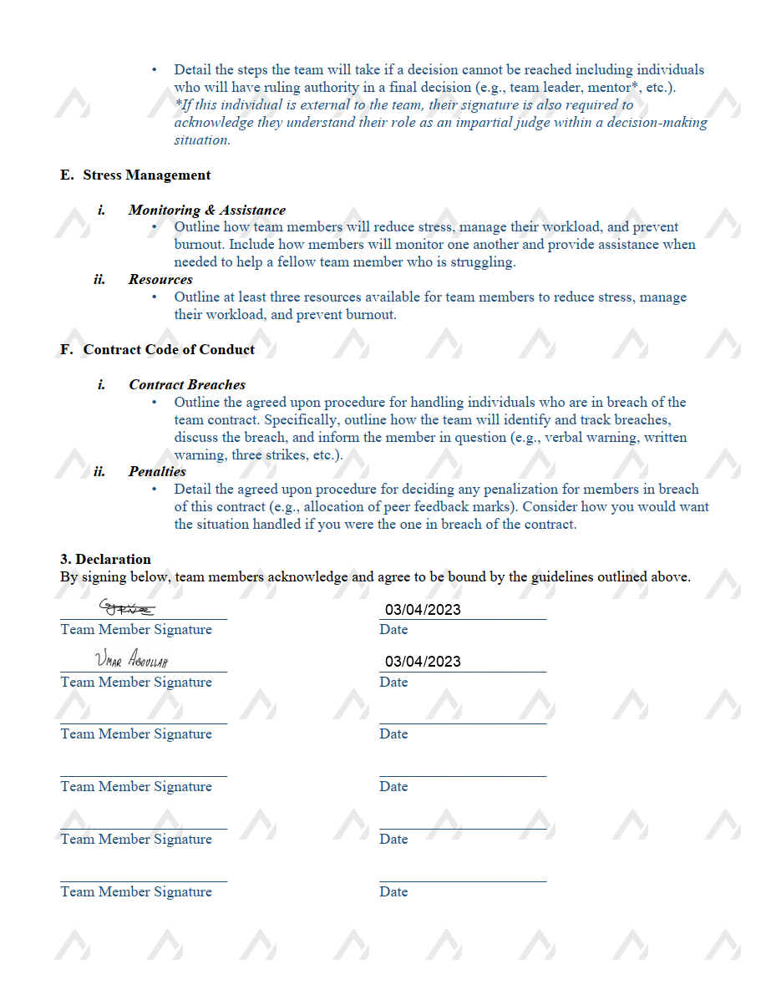 • Detail the steps the team will take if a decision cannot be reached including individuals
who will have ruling authority in a final decision (e.g., team leader, mentor*, etc.).
*If this individual is external to the team, their signature is also required to
acknowledge they understand their role as an impartial judge within a decision-making
situation.
E. Stress Management
i. Monitoring & Assistance
• Outline how team members will reduce stress, manage their workload, and prevent
burnout. Include how members will monitor one another and provide assistance when
needed to help a fellow team member who is struggling.
ii. Resources
• Outline at least three resources available for team members to reduce stress, manage
their workload, and prevent burnout.
F. Contract Code of Conduct
i. Contract Breaches
• Outline the agreed upon procedure for handling individuals who are in breach of the
team contract. Specifically, outline how the team will identify and track breaches,
discuss the breach, and inform the member in question (e.g., verbal warning, written
warning, three strikes, etc.).
ii. Penalties
• Detail the agreed upon procedure for deciding any penalization for members in breach
of this contract (e.g., allocation of peer feedback marks). Consider how you would want
the situation handled if you were the one in breach of the contract.
3. Declaration
By signing below, team members acknowledge and agree to be bound by the guidelines outlined above.
03/04/2023
Team Member Signature Date
UMAR ABDULLAH 03/04/2023
Team Member Signature Date
Team Member Signature Date
Team Member Signature Date
Team Member Signature Date
Team Member Signature Date